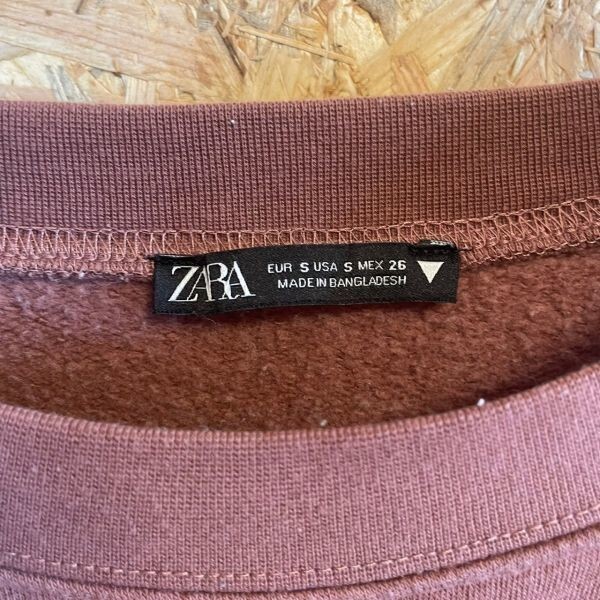 ZARA
EUR S USA S MEX 26
MADE IN BANGLADESH